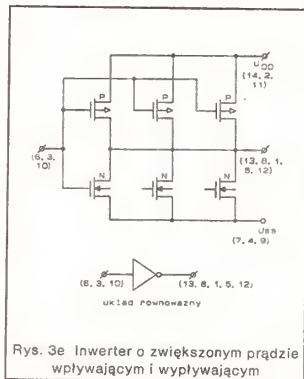 P
P
P
U DD
(14, 2,
11)
(6, 3,
10)
(13, 8, 1,
5, 12)
N
N
N
USS
(7, 4, 9)
(6, 3, 10)
(13, 8, 1, 5, 12)
układ równoważny
Rys. 3e Inwerter o zwiększonym prądzie
wpływającym i wypływającym